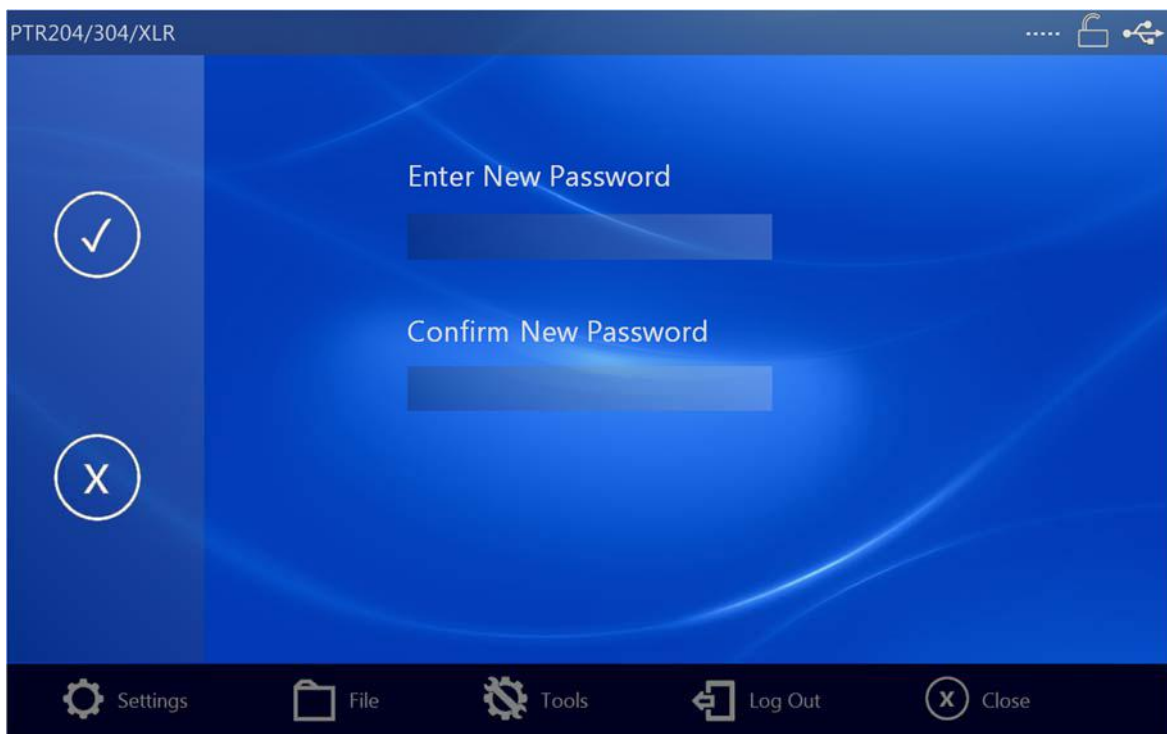 PTR204/304/XLR
Enter New Password
Confirm New Password
X
Settings File Tools Log Out X Close